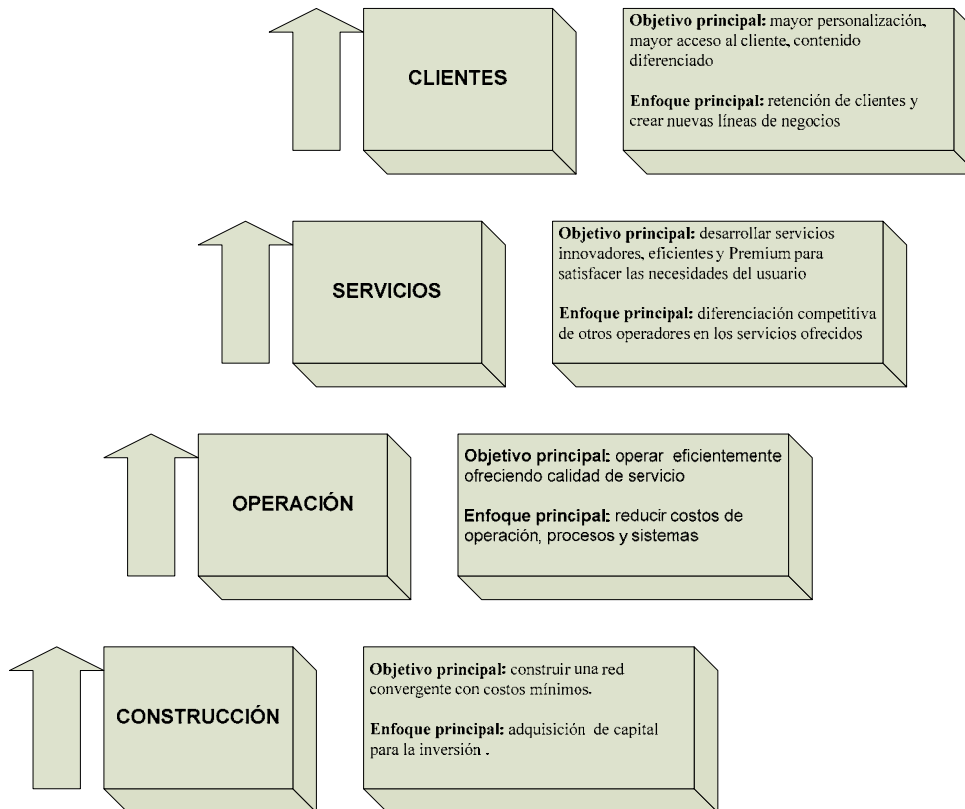 CLIENTES
Objetivo principal: mayor personalización,
mayor acceso al cliente, contenido
diferenciado
Enfoque principal: retención de clientes y
crear nuevas líneas de negocios
SERVICIOS
Objetivo principal: desarrollar servicios
innovadores, eficientes y Premium para
satisfacer las necesidades del usuario
Enfoque principal: diferenciación competitiva
de otros operadores en los servicios ofrecidos
OPERACIÓN
Objetivo principal: operar eficientemente
ofreciendo calidad de servicio
Enfoque principal: reducir costos de
operación, procesos y sistemas
CONSTRUCCIÓN
Objetivo principal: construir una red
convergente con costos mínimos.
Enfoque principal: adquisición de capital
para la inversión .